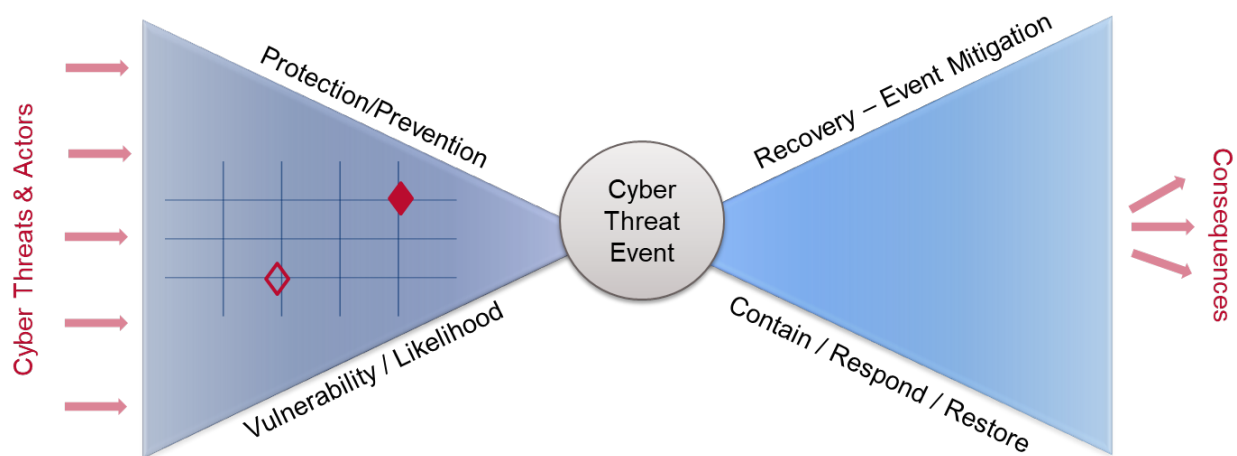 Cyber Threats & Actors
Protection/Prevention
Vulnerability / Likelihood
Cyber
Threat
Event
Recovery – Event Mitigation
Contain / Respond / Restore
Consequences